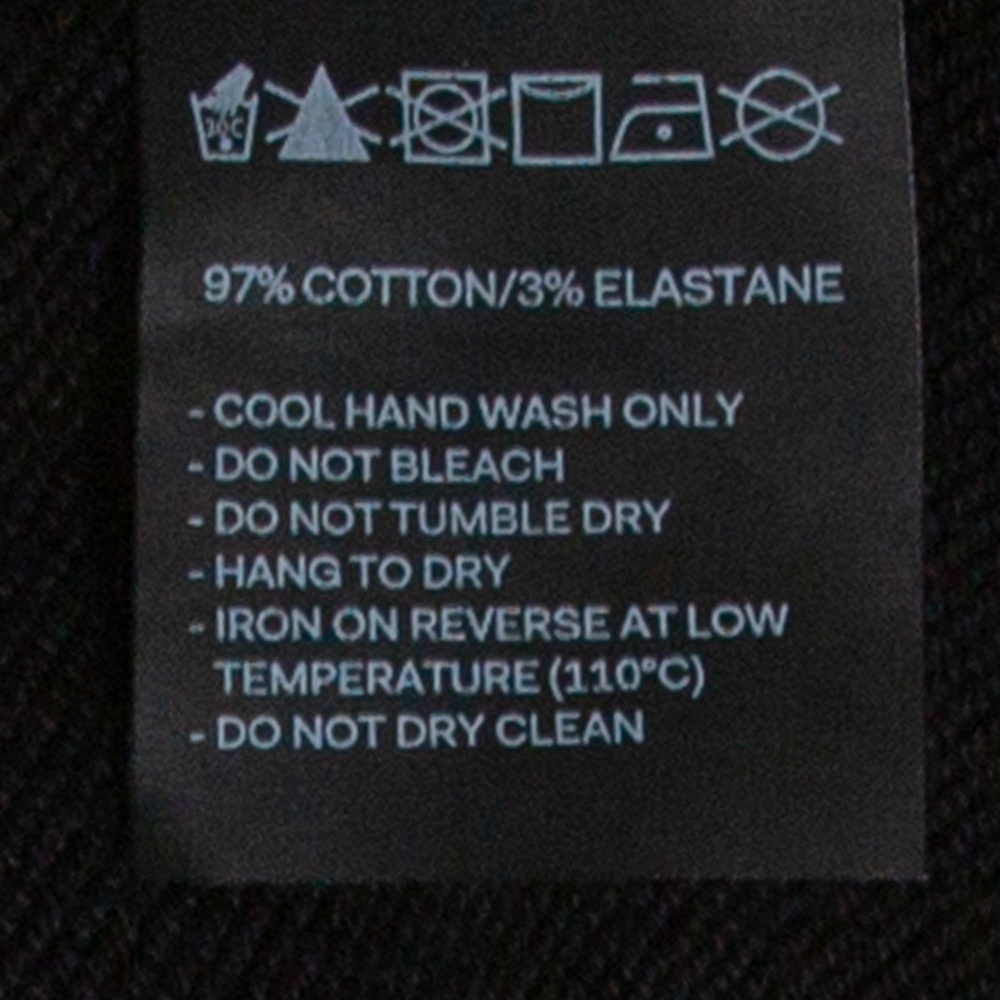 97% COTTON/3% ELASTANE
- COOL HAND WASH ONLY
- DO NOT BLEACH
- DO NOT TUMBLE DRY
- HANG TO DRY
- IRON ON REVERSE AT LOW
TEMPERATURE (110°C)
- DO NOT DRY CLEAN